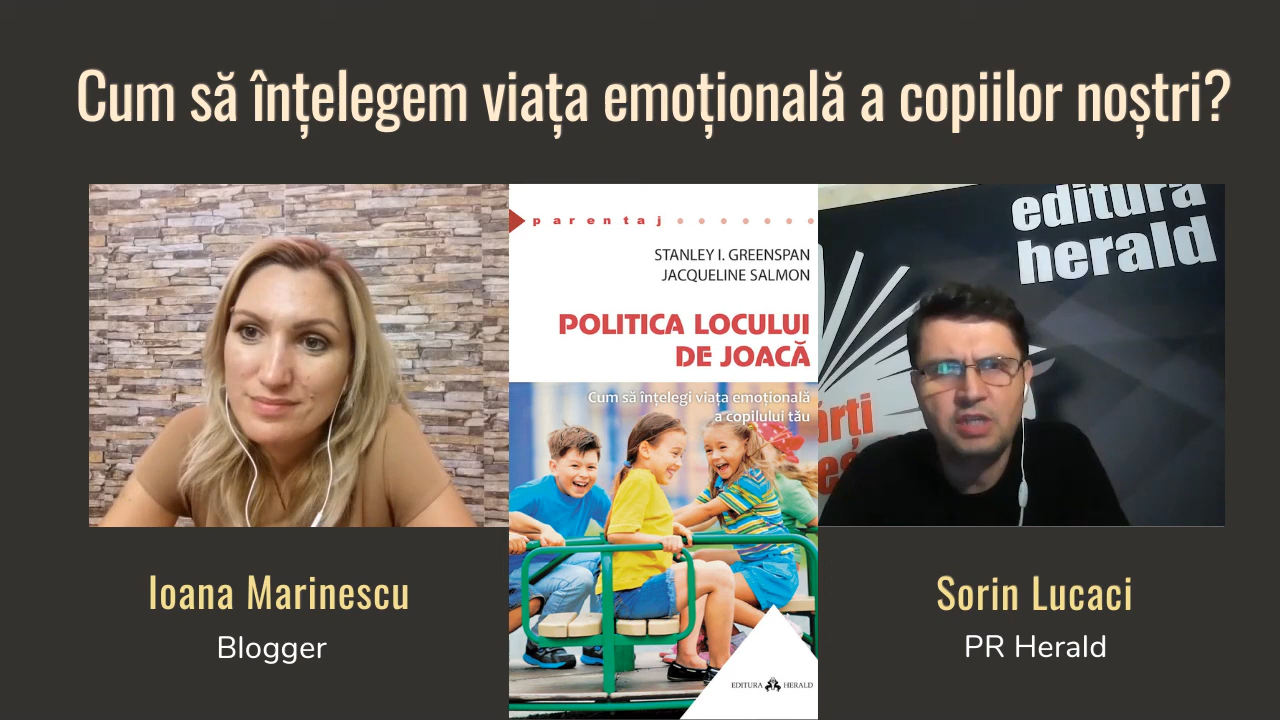 Cum să înțelegem viața emoțională a copiilor noștri?
parentaj
STANLEY I. GREENSPAN
JACQUELINE SALMON
POLITICA LOCULUI
DE JOACĂ
Cum să înțelegi viața emoțională
a copilului tău
EDITURA HERALD
editura
herald
Ioana Marinescu
Blogger
Sorin Lucaci
PR Herald